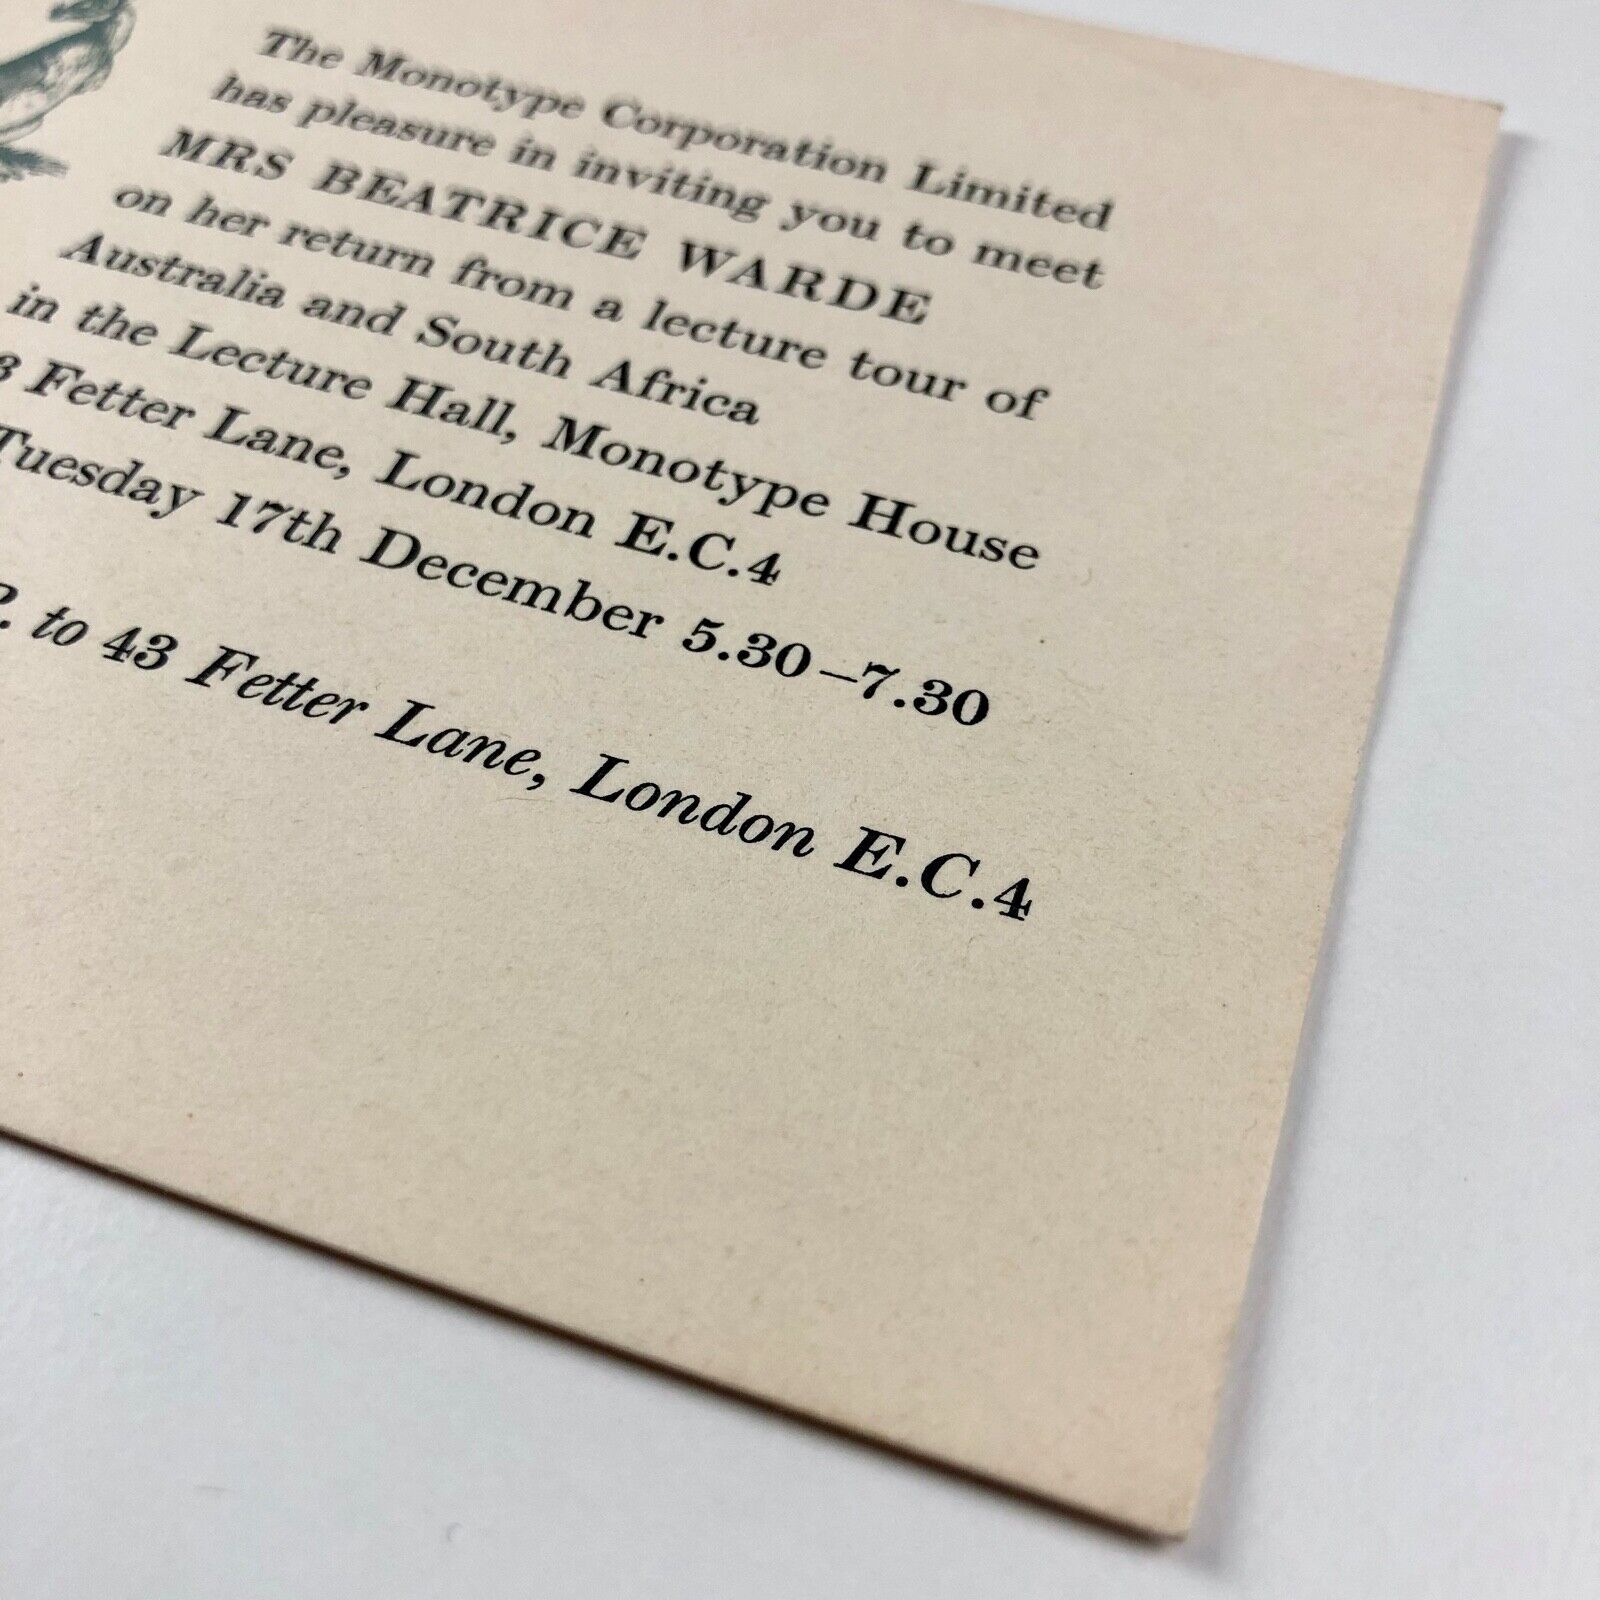 The Monotype Corporation Limited
has pleasure in inviting you to meet
MRS BEATRICE WARDE
on her return from a lecture tour of
Australia and South Africa
in the Lecture Hall, Monotype House
3 Fetter Lane, London E.C.4
Tuesday 17th December 5.30–7.30
to 43 Fetter Lane, London E.C.4